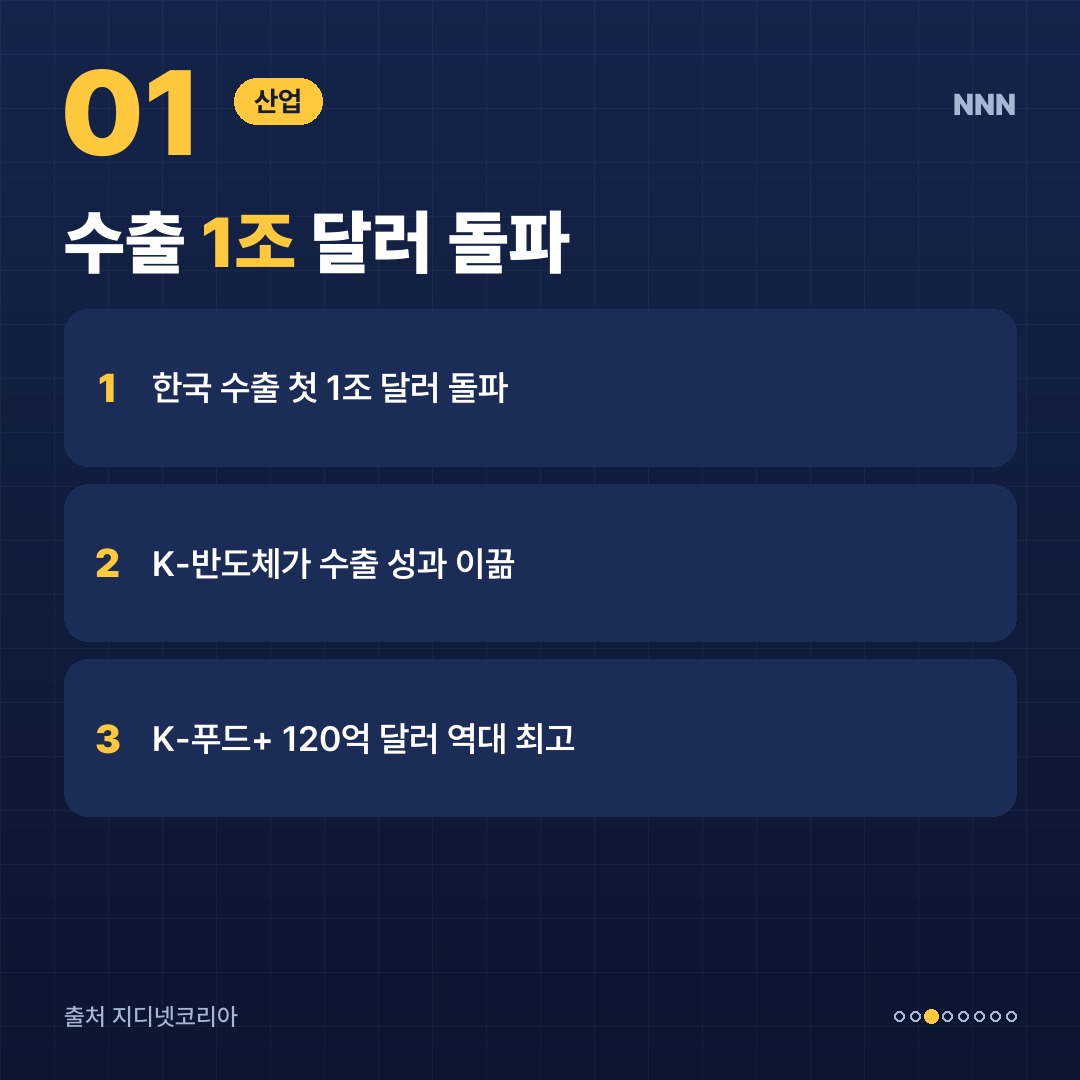 01
산업
NNN
수출 1조 달러 돌파
1 한국 수출 첫 1조 달러 돌파
2 K-반도체가 수출 성과 이끎
3 K-푸드+ 120억 달러 역대 최고
출처 지디넷코리아